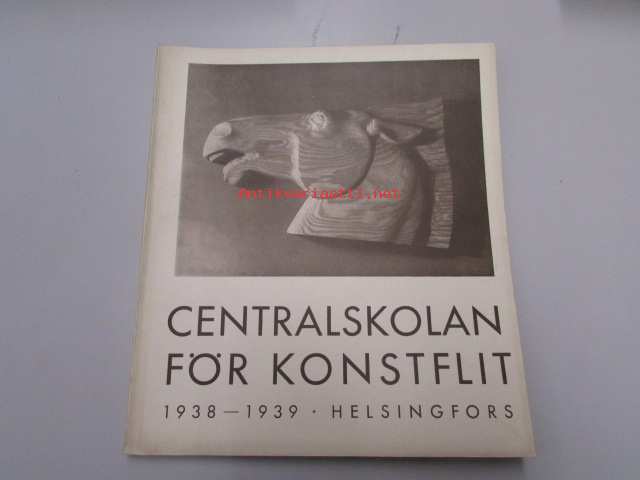 Antikvariaatti.net
CENTRALSKOLAN
FÖR KONSTFLIT
1938—1939 · HELSINGFORS